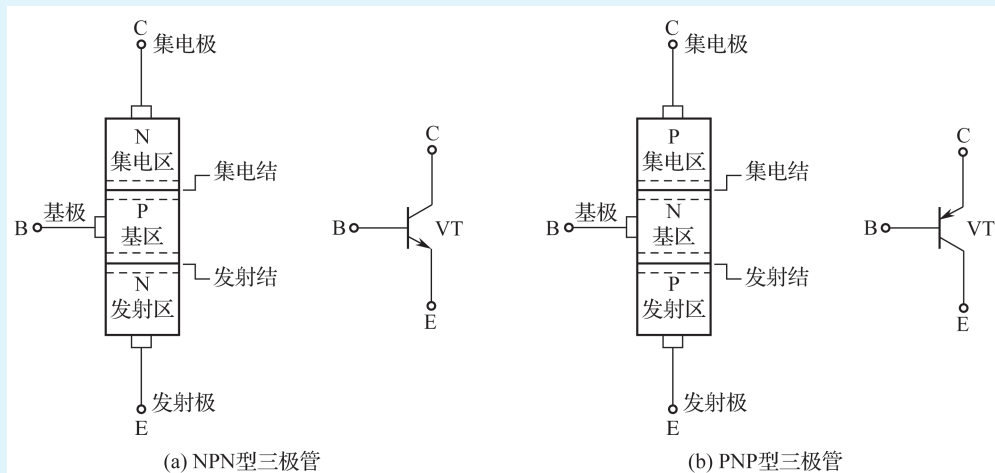 C
集电极
N
集电区
集电结
基极
B
P
基区
发射结
N
发射区
发射极
E
C
B
VT
E
(a) NPN型三极管
C
集电极
P
集电区
集电结
基极
B
N
基区
发射结
P
发射区
发射极
E
C
B
VT
E
(b) PNP型三极管